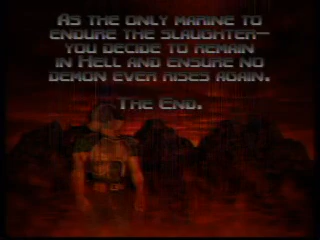 As the only marine to
endure the slaughter—
you decide to remain
in Hell and ensure no
demon ever rises again.
The End.